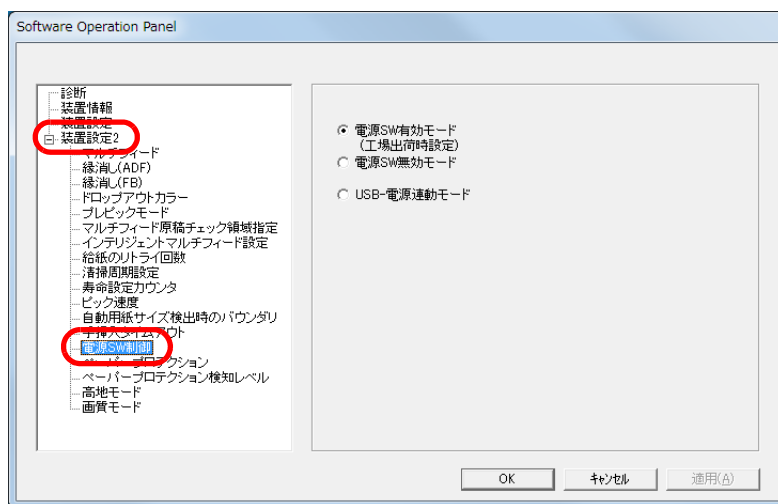 Software Operation Panel
診断
装置情報
装置設定
装置設定2
マルチフィード
縁消し(ADF)
縁消し(FB)
ドロップアウトカラー
プレピックモード
マルチフィード原稿チェック領域指定
インテリジェントマルチフィード設定
給紙のリトライ回数
清掃周期設定
寿命設定カウンタ
ピック速度
自動用紙サイズ検出時のバウンダリ
手挿入タイムアウト
電源SW制御
ペーパープロテクション
ペーパープロテクション検知レベル
高地モード
画質モード
電源SW有効モード
(工場出荷時設定)
電源SW無効モード
USB-電源連動モード
OK
キャンセル
適用(A)